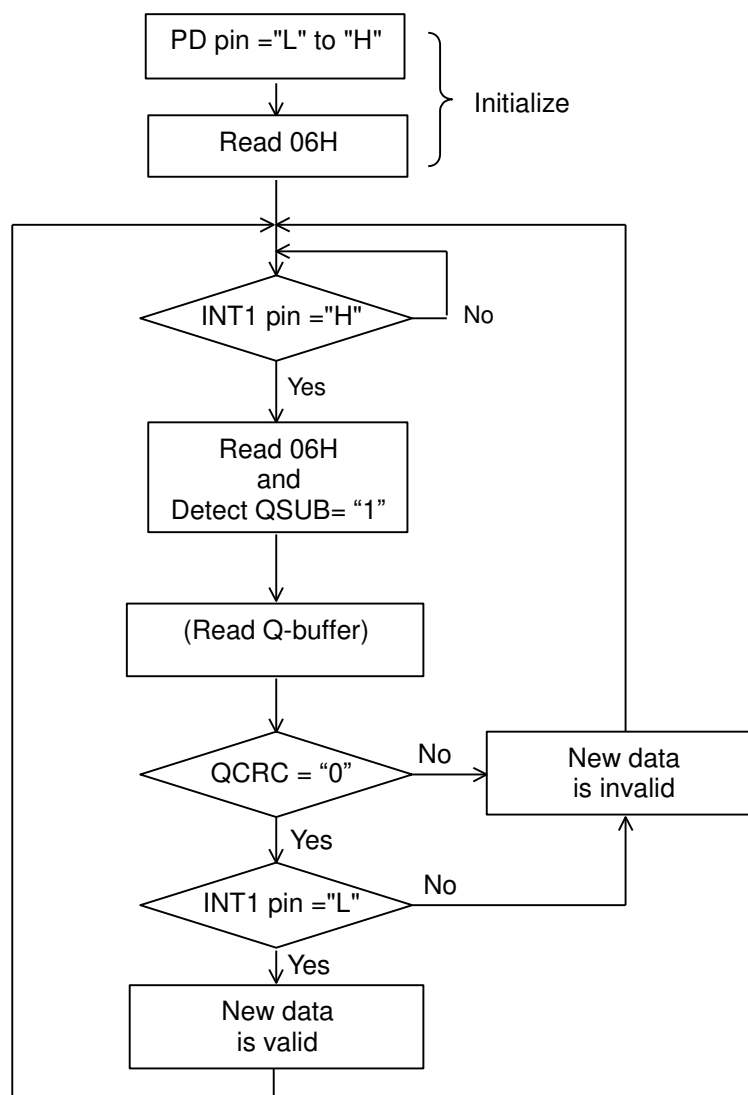 PD pin ="L" to "H"
Initialize
Read 06H
INT1 pin ="H"
No
Yes
Read 06H
and
Detect QSUB= “1”
(Read Q-buffer)
QCRC = “0”
No
New data
is invalid
Yes
INT1 pin ="L"
No
Yes
New data
is valid